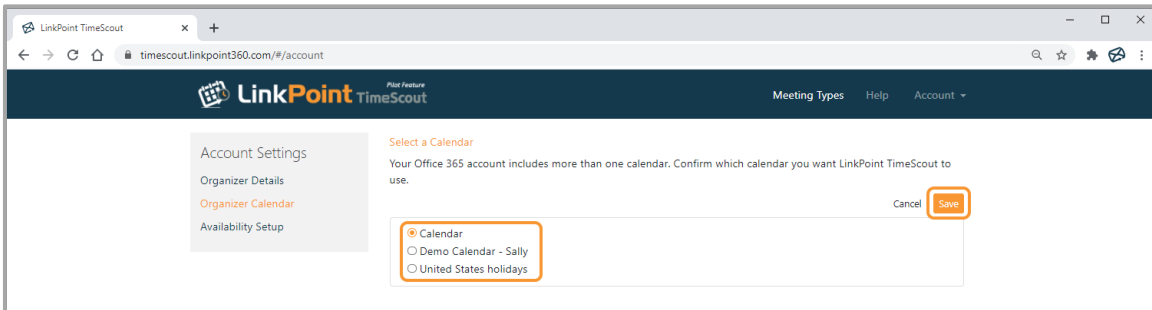 LinkPoint TimeScout
timescout.linkpoint360.com/#/account
LinkPoint TimeScout
Pilot Feature
Meeting Types
Help
Account
Account Settings
Organizer Details
Organizer Calendar
Availability Setup
Select a Calendar
Your Office 365 account includes more than one calendar. Confirm which calendar you want LinkPoint TimeScout to
use.
Cancel
Save
Calendar
Demo Calendar - Sally
United States holidays